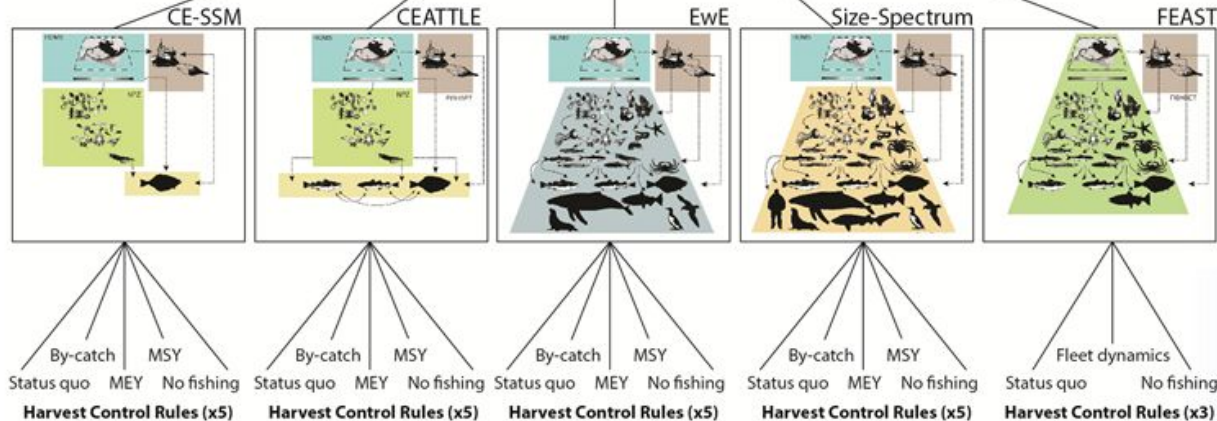 CE-SSM
CEATTLE
EwE
Size-Spectrum
FEAST
NPZ
NPZ
By-catch MSY
Status quo MEY No fishing
Harvest Control Rules (x5)
By-catch MSY
Status quo MEY No fishing
Harvest Control Rules (x5)
By-catch MSY
Status quo MEY No fishing
Harvest Control Rules (x5)
By-catch MSY
Status quo MEY No fishing
Harvest Control Rules (x5)
Fleet dynamics
Status quo No fishing
Harvest Control Rules (x3)